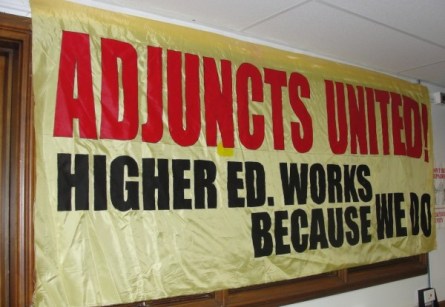 ADJUNCTS UNITED!
HIGHER ED. WORKS
BECAUSE WE DO